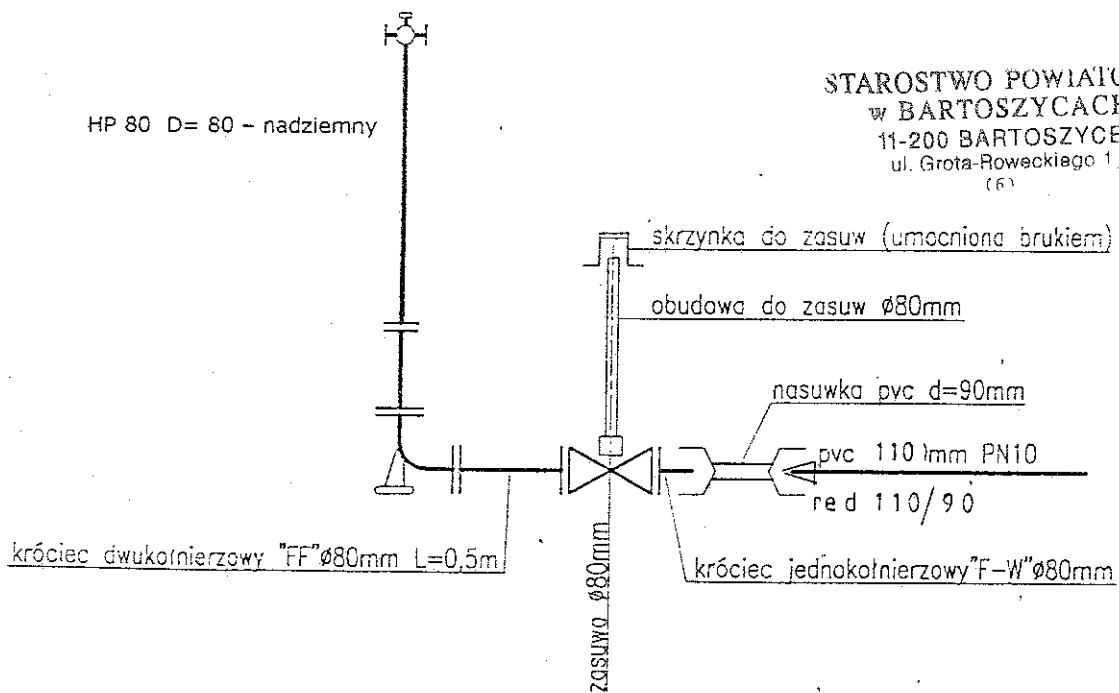 STAROSTWO
w BARTOSZYCACH
11-200 BARTOSZYCE
ul. Grota-Roweckiego 1
(6)
HP 80 D= 80 - nadziemny
skrzynka do zasuw (umocniona brukiem)
obudowa do zasuw ø80mm
nasuwka pvc d=90mm
pvc 110 mm PN10
red 110/90
króciec dwukołnierzowy "FF"ø80mm L=0,5m
króciec jednokołnierzowy"F-W"ø80mm
zasuwa ø80mm